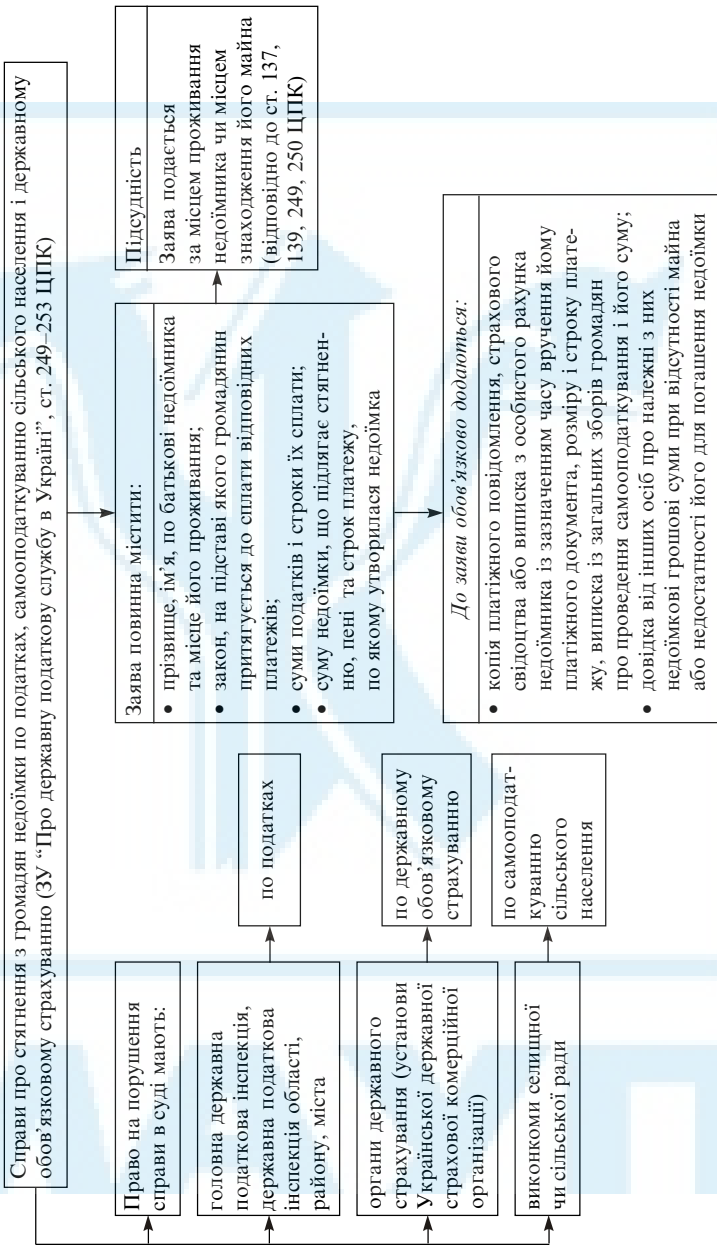 Справи про стягнення з громадян недоїмки по податках, самооподаткуванню сільського населення і державному
обов’язковому страхуванню (ЗУ “Про державну податкову службу в Україні”, ст. 249–253 ЦПК)
Право на порушення
справи в суді мають:
головна державна
податкова інспекція,
державна податкова
інспекція області,
району, міста
по податках
органи державного
страхування (установи
Української державної
страхової комерційної
організації)
по державному
обов’язковому
страхуванню
виконкоми селищної
чи сільської ради
по самооподат-
куванню
сільського
населення
Заява повинна містити:
• прізвище, ім’я, по батькові недоїмника
та місце його проживання;
• закон, на підставі якого громадянин
притягується до сплати відповідних
платежів;
• суми податків і строки їх сплати;
• суму недоїмки, що підлягає стягнен-
ню, пені та строк платежу,
по якому утворилася недоїмка
Підсудність
Заява подається
за місцем проживання
недоїмника чи місцем
знаходження його майна
(відповідно до ст. 137,
139, 249, 250 ЦПК)
До заяви обов’язково додаються:
• копія платіжного повідомлення, страхового
свідоцтва або виписка з особистого рахунка
недоїмника із зазначенням часу вручення йому
платіжного документа, розміру і строку плате-
жу, виписка із загальних зборів громадян
про проведення самооподаткування і його суму;
• довідка від інших осіб про належні з них
недоїмкові грошові суми при відсутності майна
або недостатності його для погашення недоїмки
МАУП